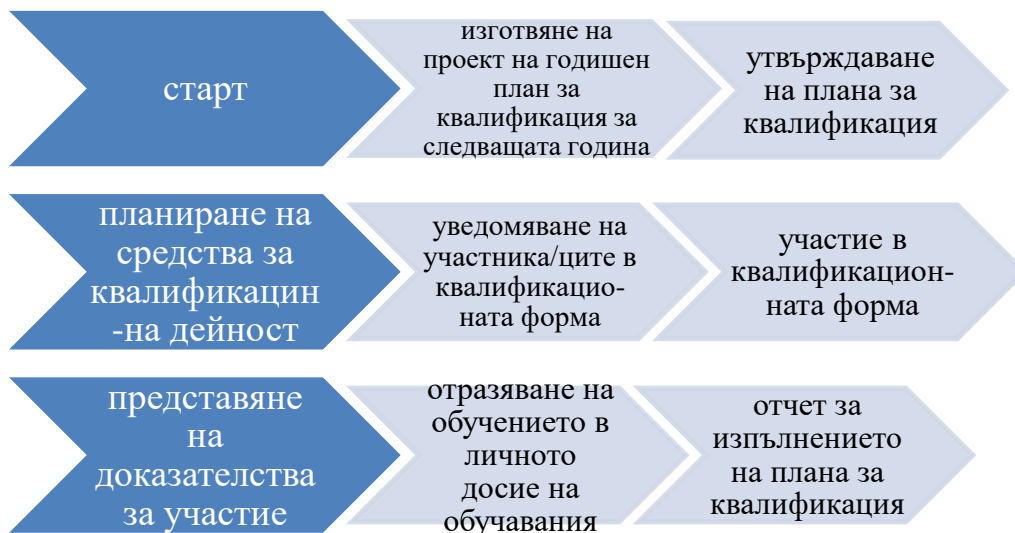 старт
изготвяне на
проект на годишен
план за
квалификация за
следващата година
утвърждаване
на плана за
квалификация
планиране на
средства за
квалификацин
-на дейност
уведомяване на
участника/ците в
квалификацио-
ната форма
участие в
квалификацион-
ната форма
представяне
на
доказателства
за участие
отразяване на
обучението в
личното
досие на
обучавания
отчет за
изпълнението
на плана за
квалификация